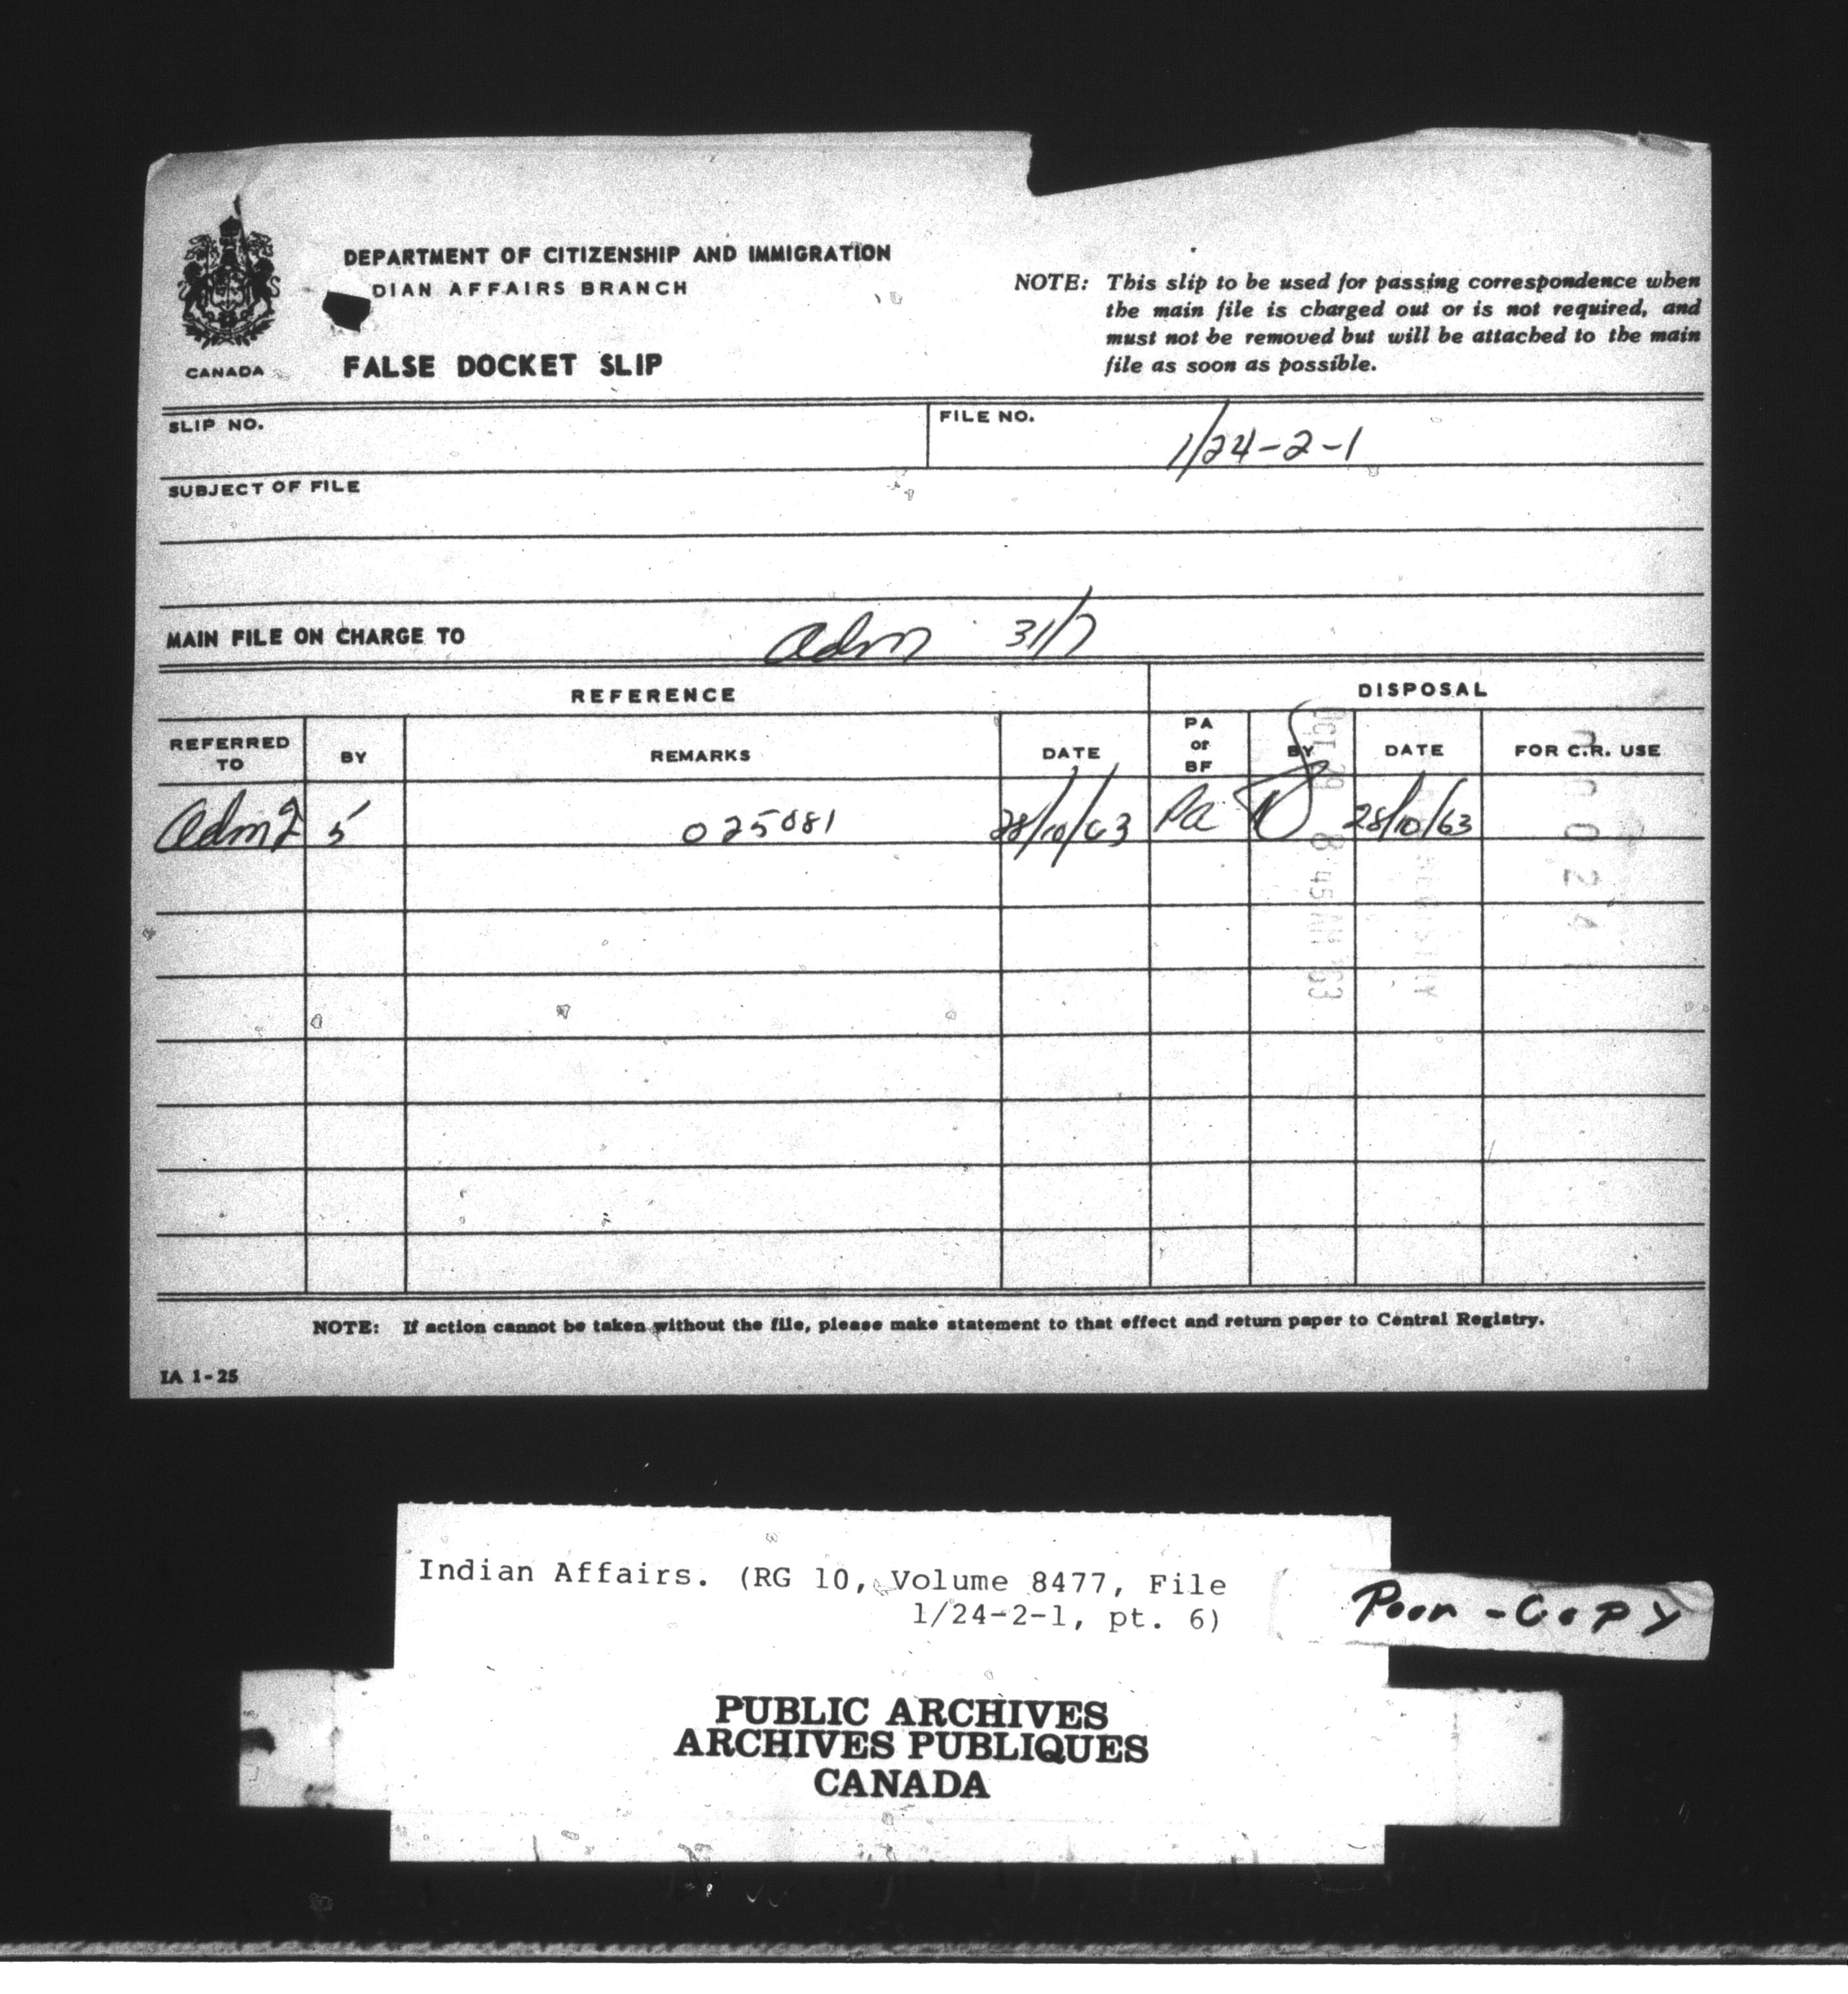 DEPARTMENT OF CITIZENSHIP AND IMMIGRATION
DIAN AFFAIRS BRANCH
CANADA
FALSE DOCKET SLIP
NOTE: This slip to be used for passing correspondence when
the main file is charged out or is not required, and
must not be removed but will be attached to the main
file as soon as possible.
SLIP NO.
FILE NO.
1/24-2-1
SUBJECT OF FILE
MAIN FILE ON CHARGE TO
Adm 31/7
REFERENCE
DISPOSAL
REFERRED TO
BY
REMARKS
DATE
PA or BF
BY
DATE
FOR C.R. USE
Adm2 5 025081 28/10/63 Pa 28/10/63
8 45 AM '63
NOTE: If action cannot be taken without the file, please make statement to that effect and return paper to Central Registry.
IA 1-25
Indian Affairs. (RG 10, Volume 8477, File
1/24-2-1, pt. 6)
Poor-Copy
PUBLIC ARCHIVES
ARCHIVES PUBLIQUES
CANADA